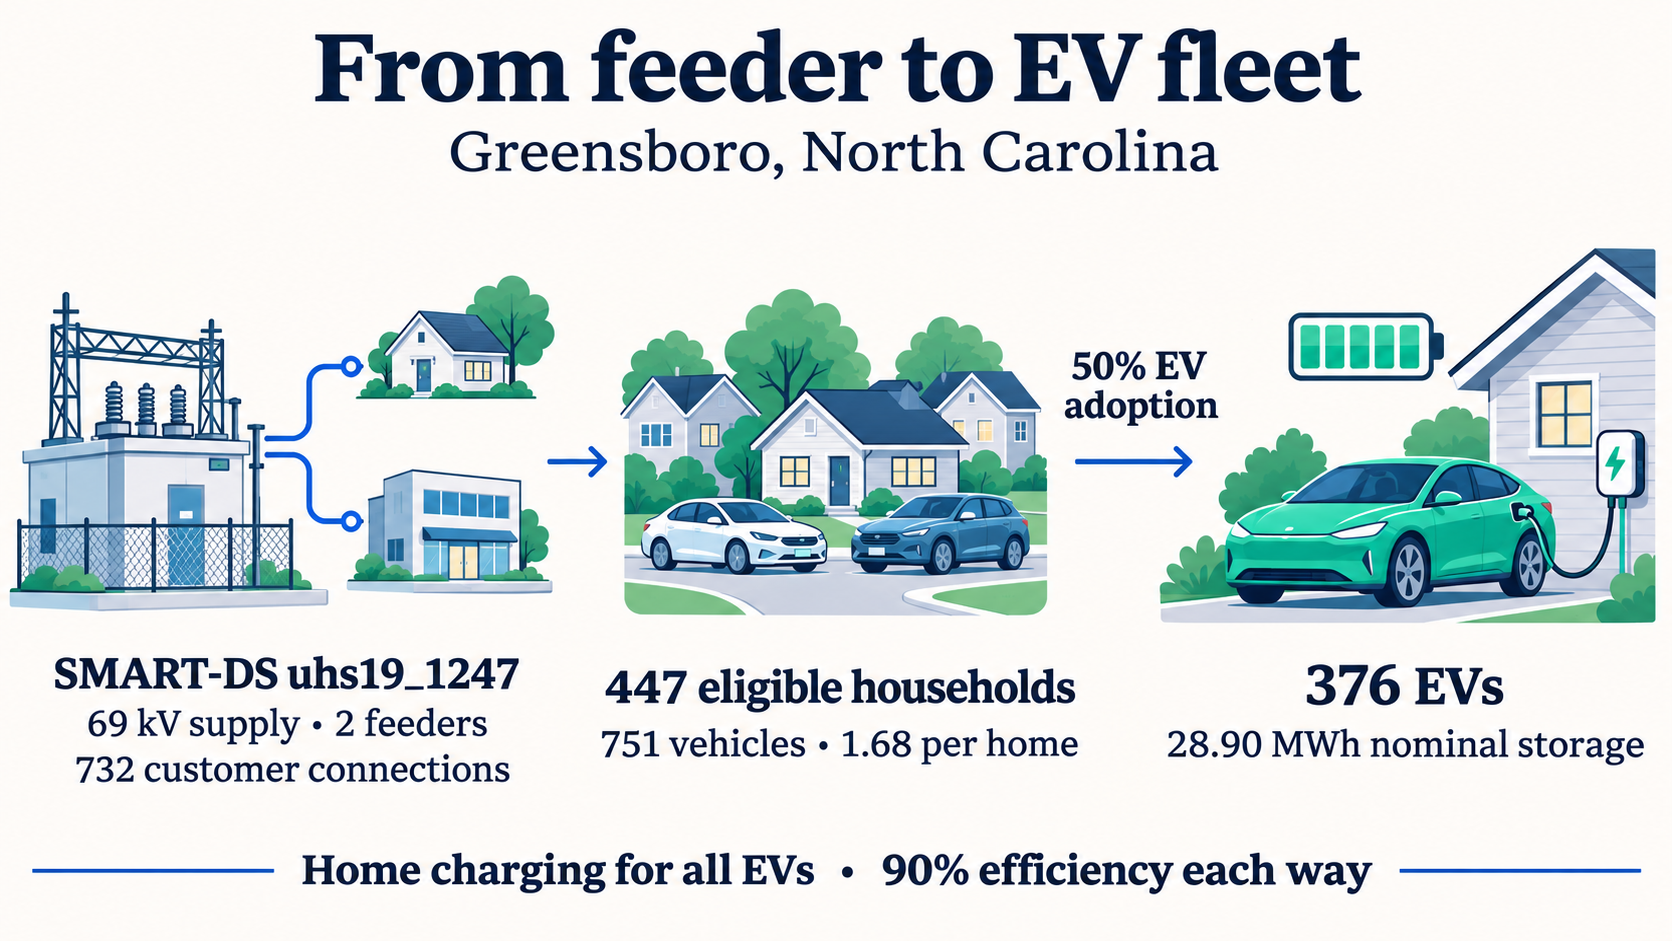 From feeder to EV fleet
Greensboro, North Carolina
50% EV
adoption
SMART-DS uhs19_1247
69 kV supply • 2 feeders
732 customer connections
447 eligible households
751 vehicles • 1.68 per home
376 EVs
28.90 MWh nominal storage
Home charging for all EVs • 90% efficiency each way